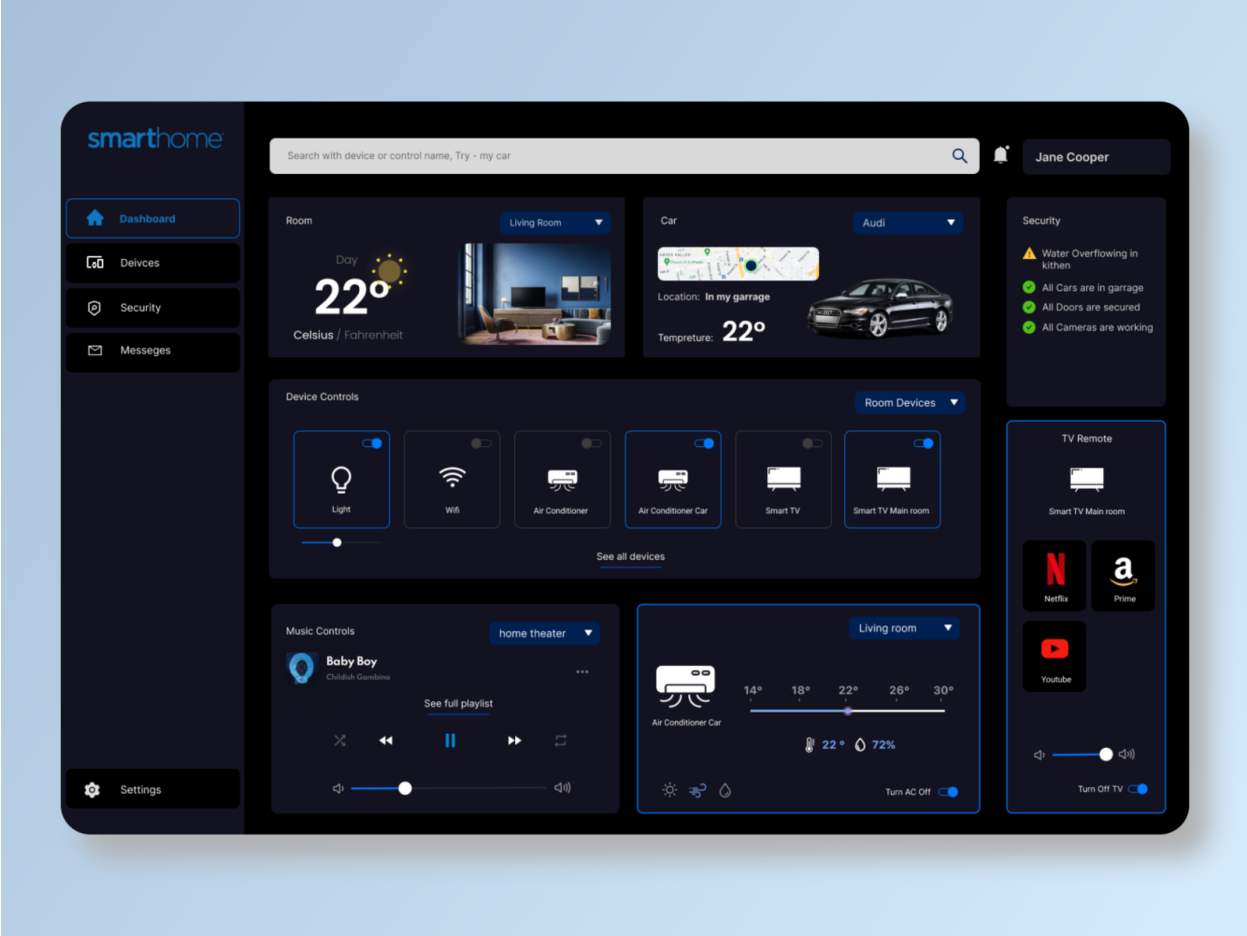 smarthome
Search with device or control name, Try - my car
Jane Cooper
Dashboard
Deivces
Security
Messeges
Settings
Room
Living Room
Day
22°
Celsius / Fahrenheit
Car
Audi
Location: In my garrage
Tempreture: 22°
Security
Water Overflowing in
kithen
All Cars are in garrage
All Doors are secured
All Cameras are working
Device Controls
Room Devices
Light
Wifi
Air Conditioner
Air Conditioner Car
Smart TV
Smart TV Main room
See all devices
Music Controls
home theater
Baby Boy
Childish Gambino
See full playlist
Living room
Air Conditioner Car
14° 18° 22° 26° 30°
22° 72%
Turn AC Off
TV Remote
Smart TV Main room
Netflix
a
Prime
Youtube
Turn Off TV